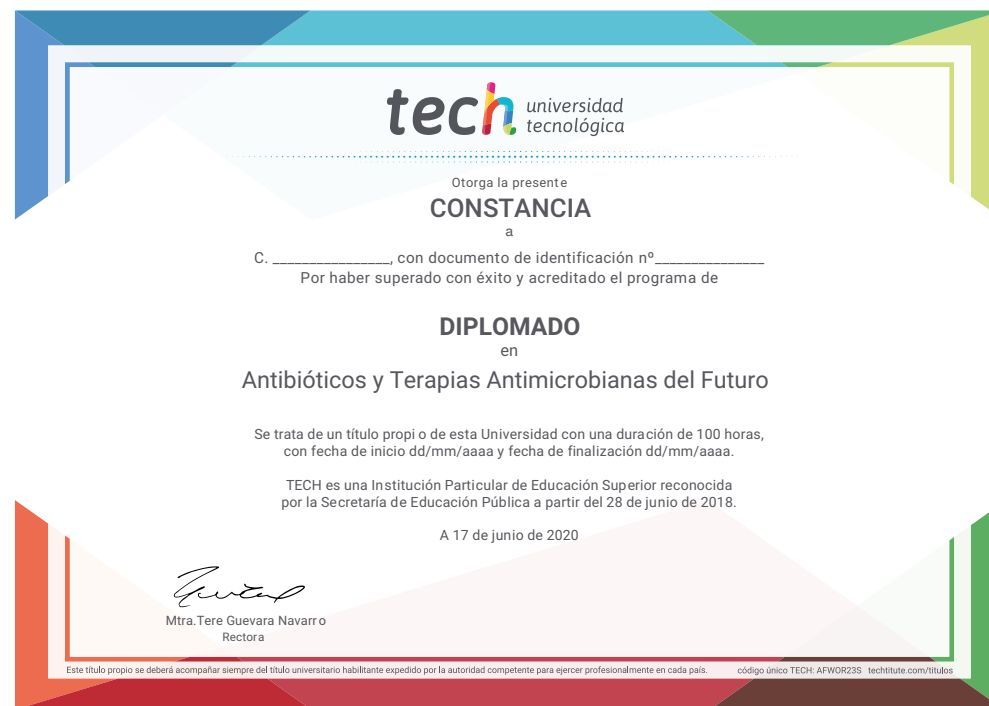 tech universidad
tecnológica
Otorga la presente
CONSTANCIA
a
C. ________________, con documento de identificación nº_______________
Por haber superado con éxito y acreditado el programa de
DIPLOMADO
en
Antibióticos y Terapias Antimicrobianas del Futuro
Se trata de un título propi o de esta Universidad con una duración de 100 horas,
con fecha de inicio dd/mm/aaaa y fecha de finalización dd/mm/aaaa.
TECH es una Institución Particular de Educación Superior reconocida
por la Secretaría de Educación Pública a partir del 28 de junio de 2018.
A 17 de junio de 2020
Mtra.Tere Guevara Navarro
Rectora
Este título propio se deberá acompañar siempre del título universitario habilitante expedido por la autoridad competente para ejercer profesionalmente en cada país. código único TECH: AFWOR23S techtitute.com/titulos